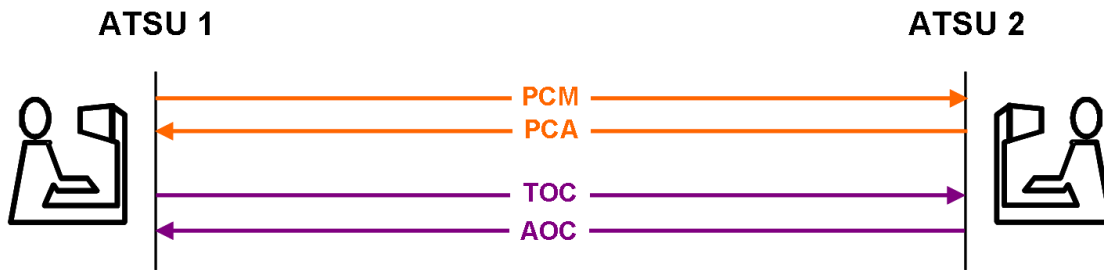 ATSU 1
ATSU 2
PCM
PCA
TOC
AOC